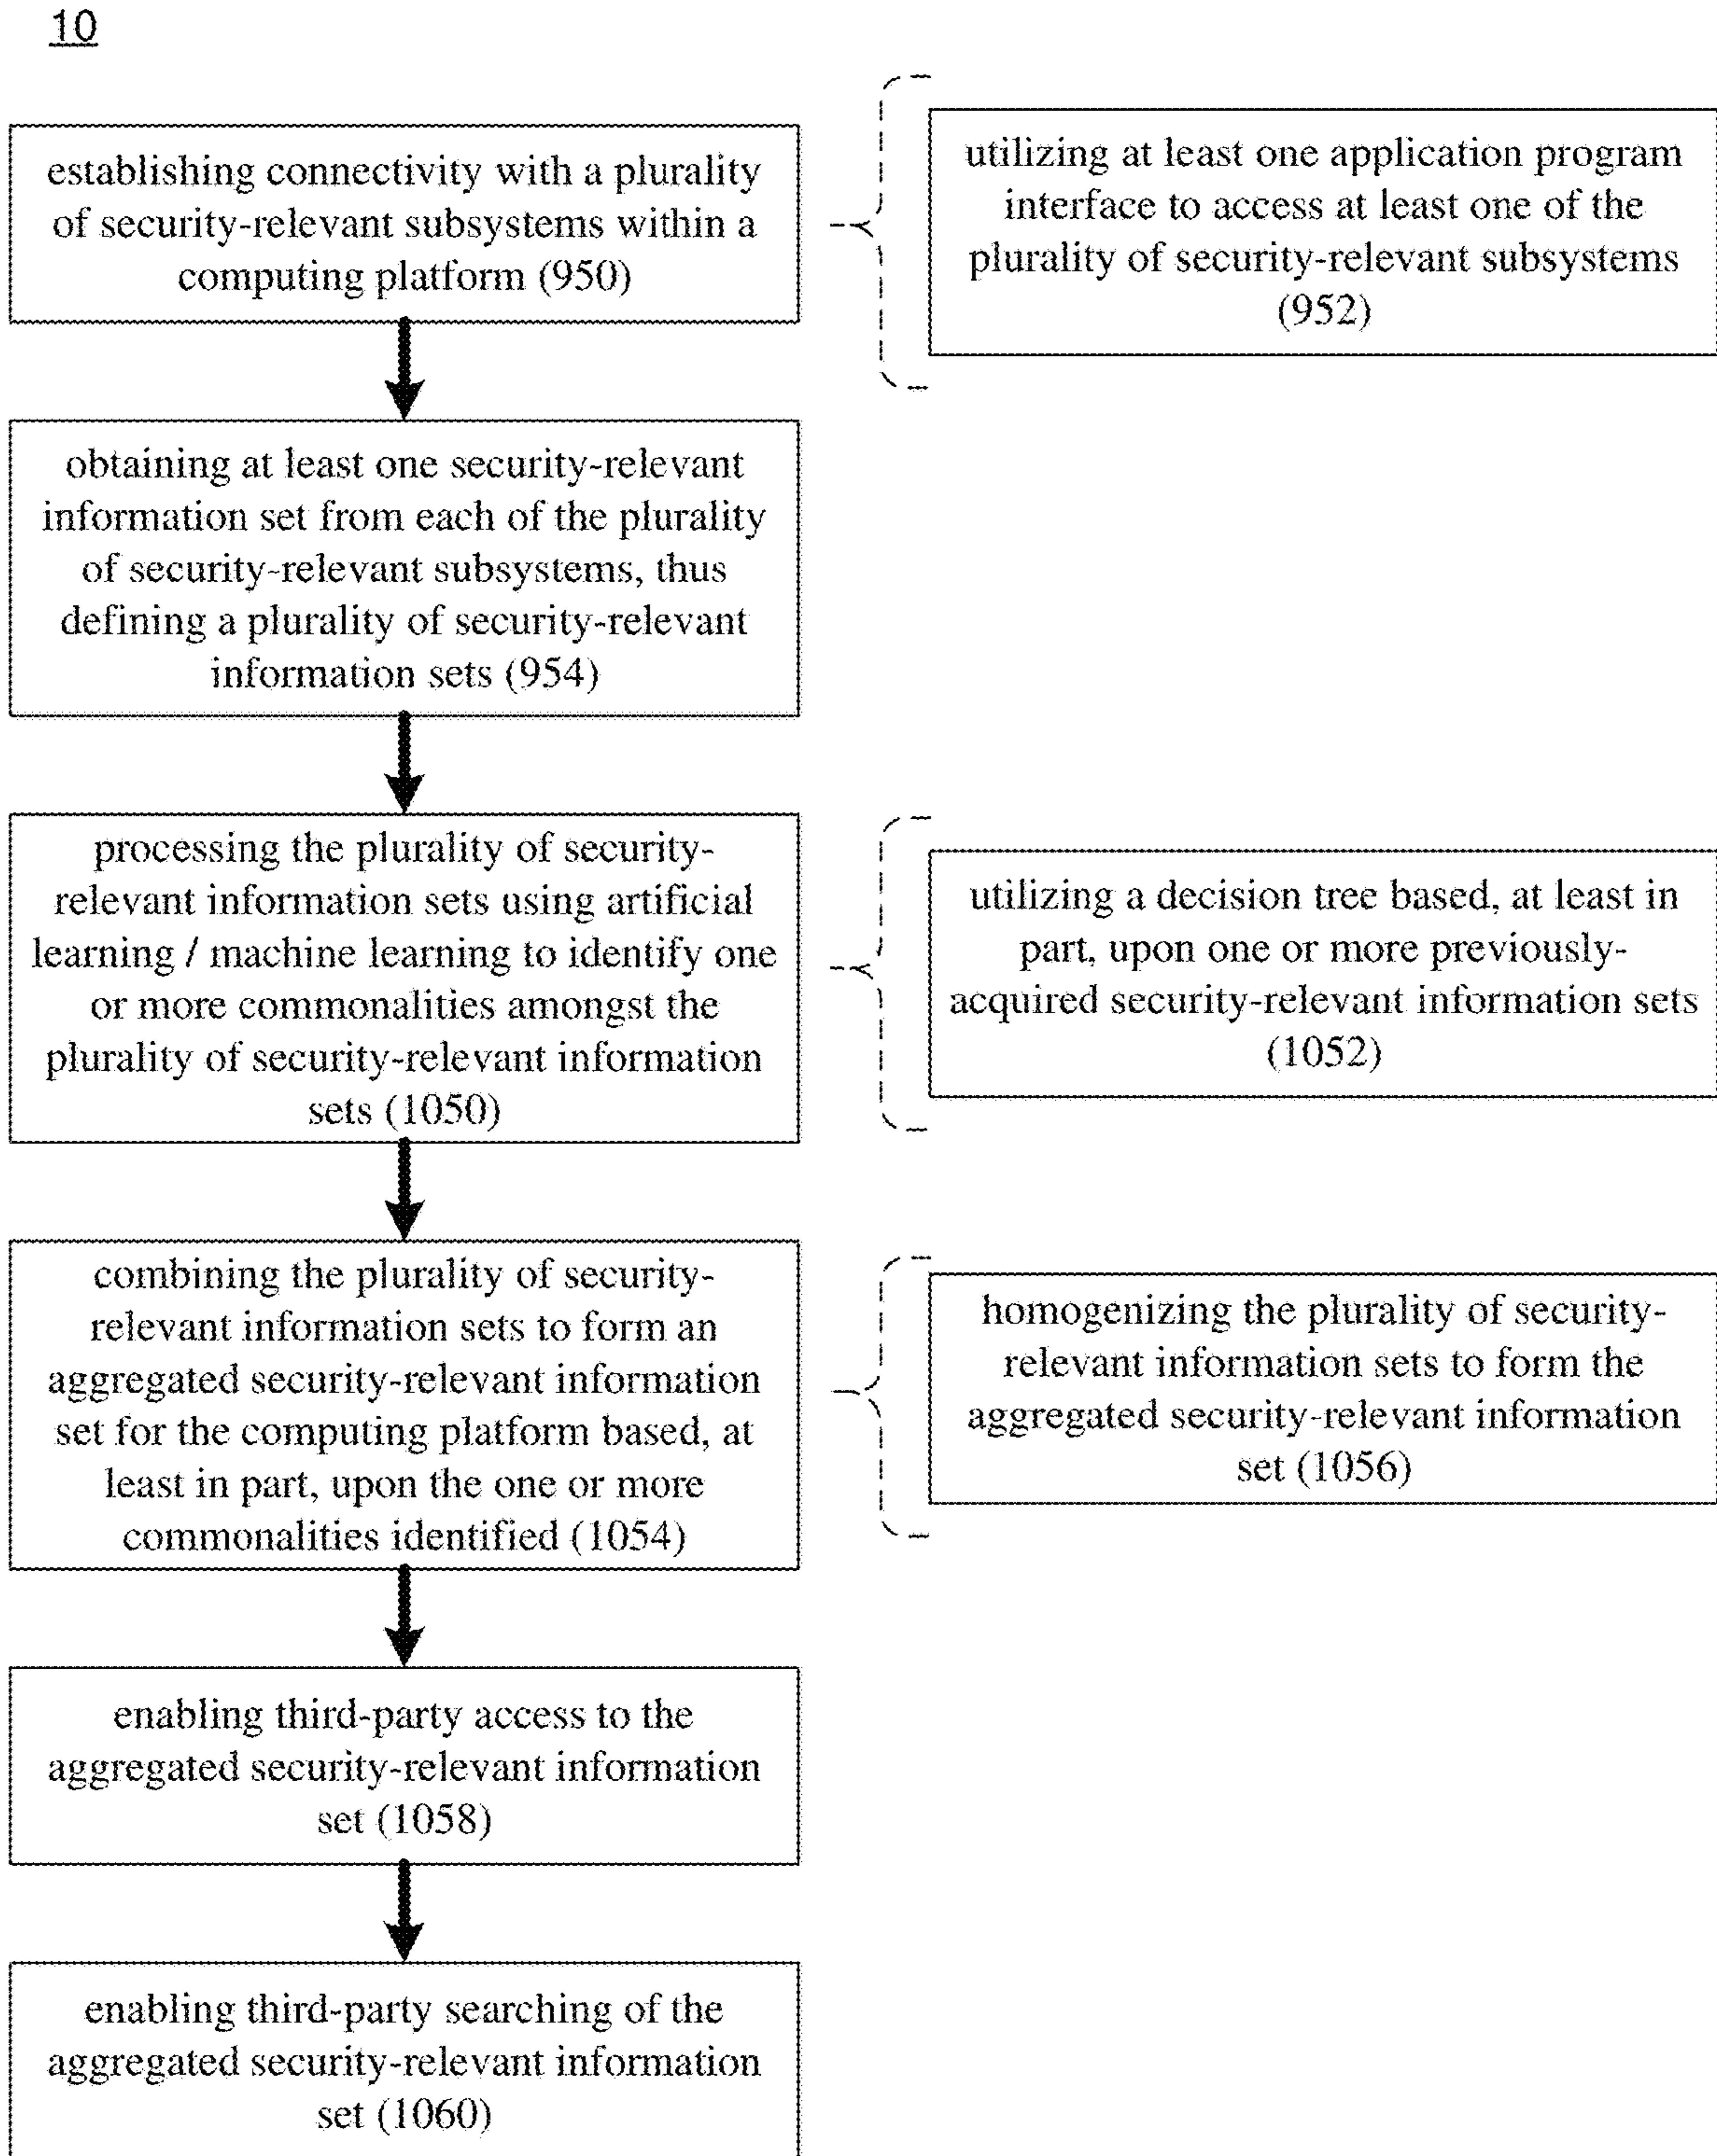 10
establishing connectivity with a plurality
of security-relevant subsystems within a
computing platform (950)
utilizing at least one application program
interface to access at least one of the
plurality of security-relevant subsystems
(952)
obtaining at least one security-relevant
information set from each of the plurality
of security-relevant subsystems, thus
defining a plurality of security-relevant
information sets (954)
processing the plurality of security-
relevant information sets using artificial
learning / machine learning to identify one
or more commonalities amongst the
plurality of security-relevant information
sets (1050)
utilizing a decision tree based, at least in
part, upon one or more previously-
acquired security-relevant information sets
(1052)
combining the plurality of security-
relevant information sets to form an
aggregated security-relevant information
set for the computing platform based, at
least in part, upon the one or more
commonalities identified (1054)
homogenizing the plurality of security-
relevant information sets to form the
aggregated security-relevant information
set (1056)
enabling third-party access to the
aggregated security-relevant information
set (1058)
enabling third-party searching of the
aggregated security-relevant information
set (1060)